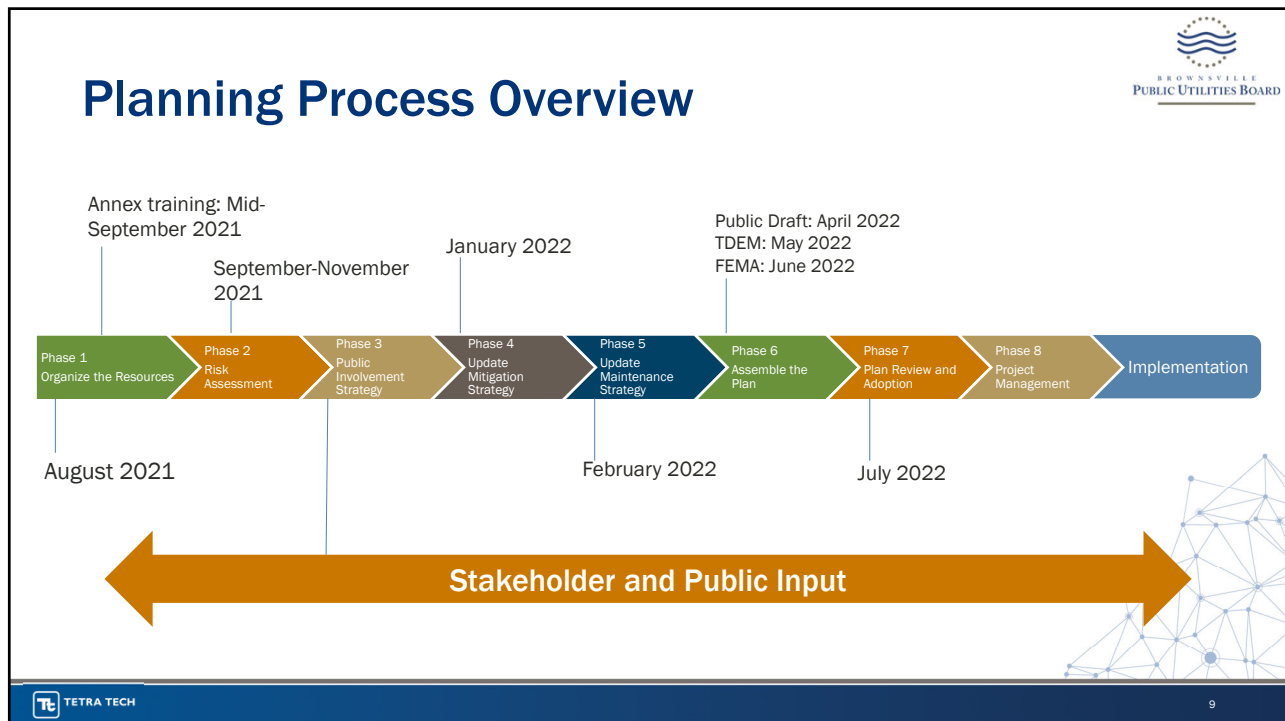 BROWNSVILLE
PUBLIC UTILITIES BOARD
Planning Process Overview
Annex training: Mid-
September 2021
September-November
2021
January 2022
Public Draft: April 2022
TDEM: May 2022
FEMA: June 2022
Phase 1
Organize the Resources
Phase 2
Risk
Assessment
Phase 3
Public
Involvement
Strategy
Phase 4
Update
Mitigation
Strategy
Phase 5
Update
Maintenance
Strategy
Phase 6
Assemble the
Plan
Phase 7
Plan Review and
Adoption
Phase 8
Project
Management
Implementation
August 2021
February 2022
July 2022
Stakeholder and Public Input
Tt TETRA TECH
9